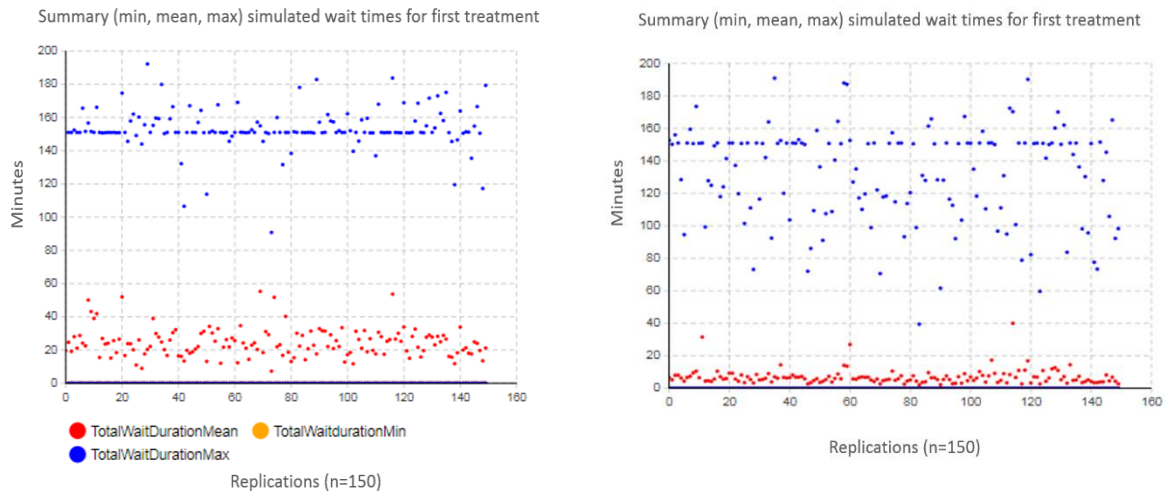 Summary (min, mean, max) simulated wait times for first treatment
200
180
160
140
120
100
80
60
40
20
0
Minutes
0 20 40 60 80 100 120 140 160
TotalWaitDurationMean TotalWaitdurationMin
TotalWaitDurationMax
Replications (n=150)
Summary (min, mean, max) simulated wait times for first treatment
200
180
160
140
120
100
80
60
40
20
0
Minutes
0 20 40 60 80 100 120 140 160
Replications (n=150)